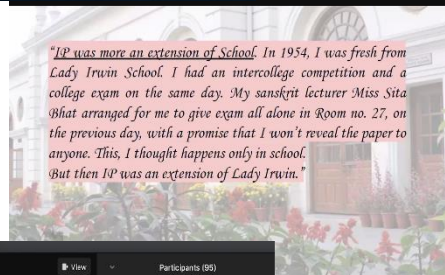 “IP was more an extension of School. In 1954, I was fresh from
Lady Irwin School. I had an intercollege competition and a
college exam on the same day. My sanskrit lecturer Miss Sita
Bhat arranged for me to give exam all alone in Room no. 27, on
the previous day, with a promise that I won't reveal the paper to
anyone. This, I thought happens only in school.
But then IP was an extension of Lady Irwin.”
View
Participants (95)